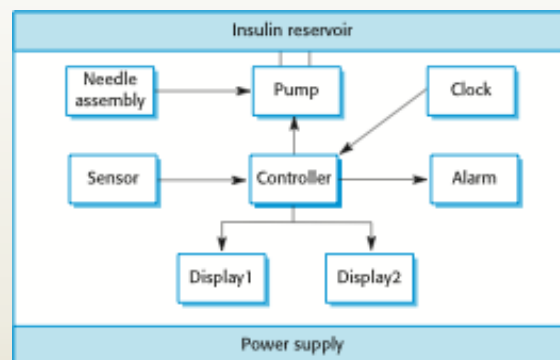 Insulin reservoir
Needle
assembly
Pump
Clock
Sensor
Controller
Alarm
Display1
Display2
Power supply